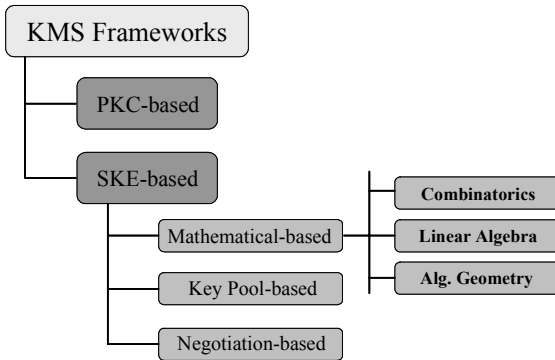 KMS Frameworks
PKC-based
SKE-based
Mathematical-based
Combinatorics
Linear Algebra
Alg. Geometry
Key Pool-based
Negotiation-based